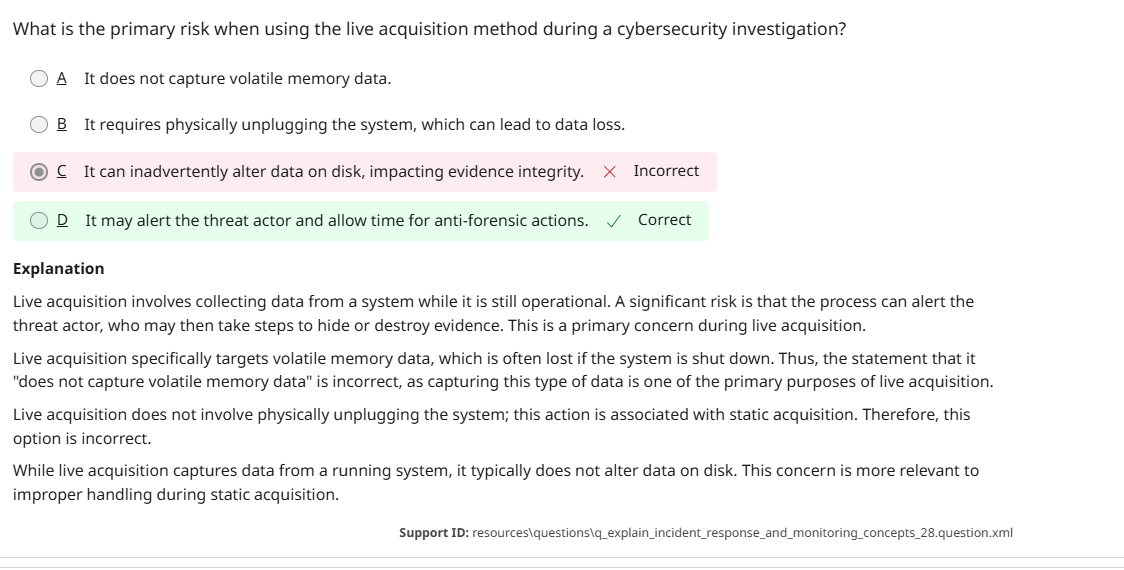 What is the primary risk when using the live acquisition method during a cybersecurity investigation?
A It does not capture volatile memory data.
B It requires physically unplugging the system, which can lead to data loss.
C It can inadvertently alter data on disk, impacting evidence integrity. Incorrect
D It may alert the threat actor and allow time for anti-forensic actions. Correct
Explanation
Live acquisition involves collecting data from a system while it is still operational. A significant risk is that the process can alert the
threat actor, who may then take steps to hide or destroy evidence. This is a primary concern during live acquisition.
Live acquisition specifically targets volatile memory data, which is often lost if the system is shut down. Thus, the statement that it
"does not capture volatile memory data" is incorrect, as capturing this type of data is one of the primary purposes of live acquisition.
Live acquisition does not involve physically unplugging the system; this action is associated with static acquisition. Therefore, this
option is incorrect.
While live acquisition captures data from a running system, it typically does not alter data on disk. This concern is more relevant to
improper handling during static acquisition.
Support ID: resources\questions\q_explain_incident_response_and_monitoring_concepts_28.question.xml